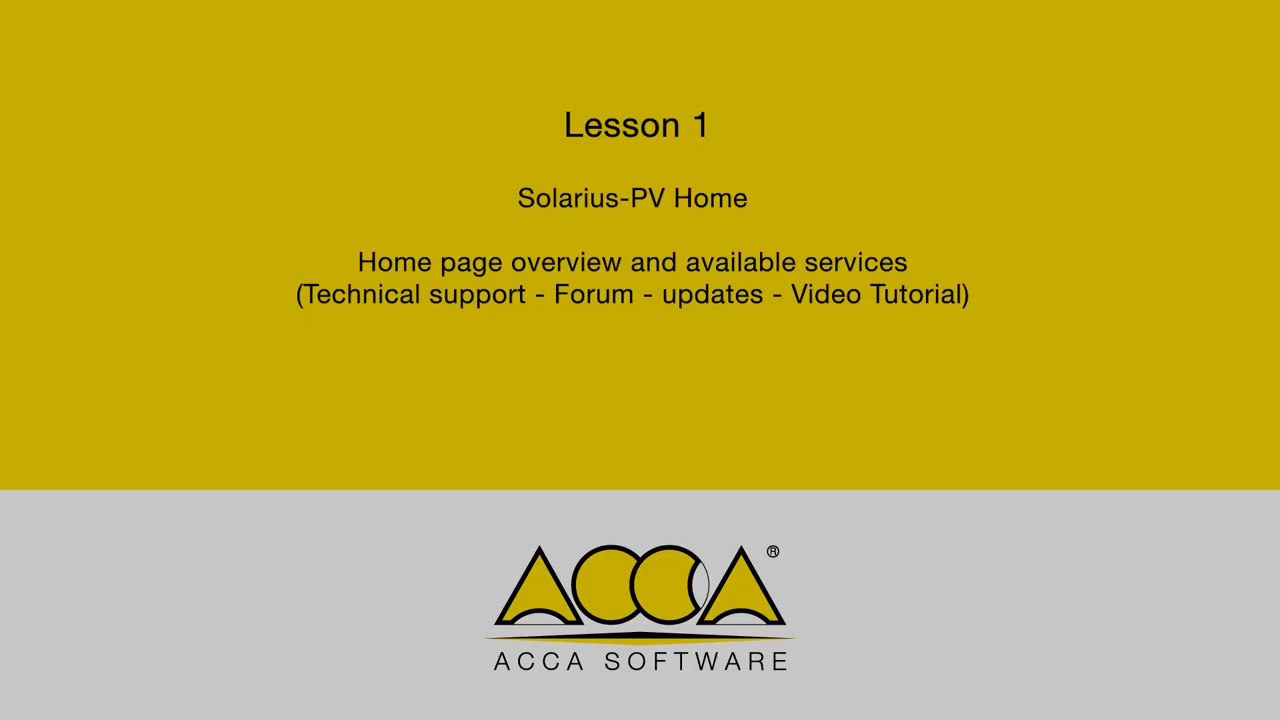 Lesson 1
Solarius-PV Home
Home page overview and available services
(Technical support - Forum - updates - Video Tutorial)
ACCA®
ACCA SOFTWARE